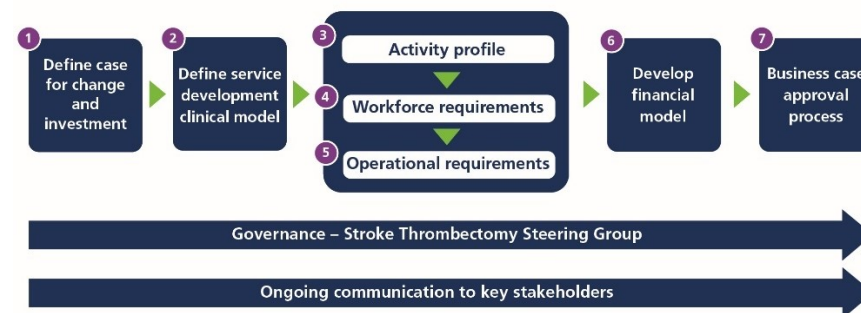 1
Define case
for change
and
investment
2
Define service
development
clinical model
3
Activity profile
4
Workforce requirements
5
Operational requirements
6
Develop
financial
model
7
Business case
approval
process
Governance – Stroke Thrombectomy Steering Group
Ongoing communication to key stakeholders